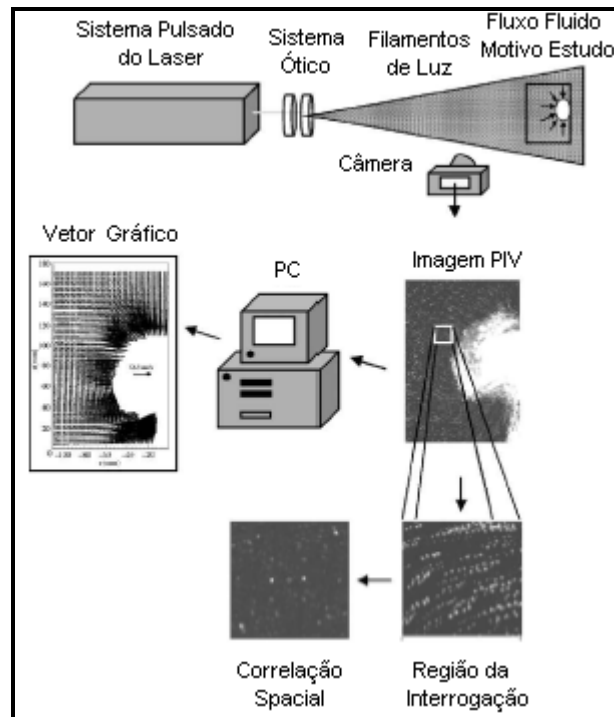 Sistema Pulsado
do Laser
Sistema
Ótico
Filamentos
de Luz
Fluxo Fluido
Motivo Estudo
Câmera
Vetor Gráfico
PC
Imagem PIV
Correlação
Spacial
Região da
Interrogação